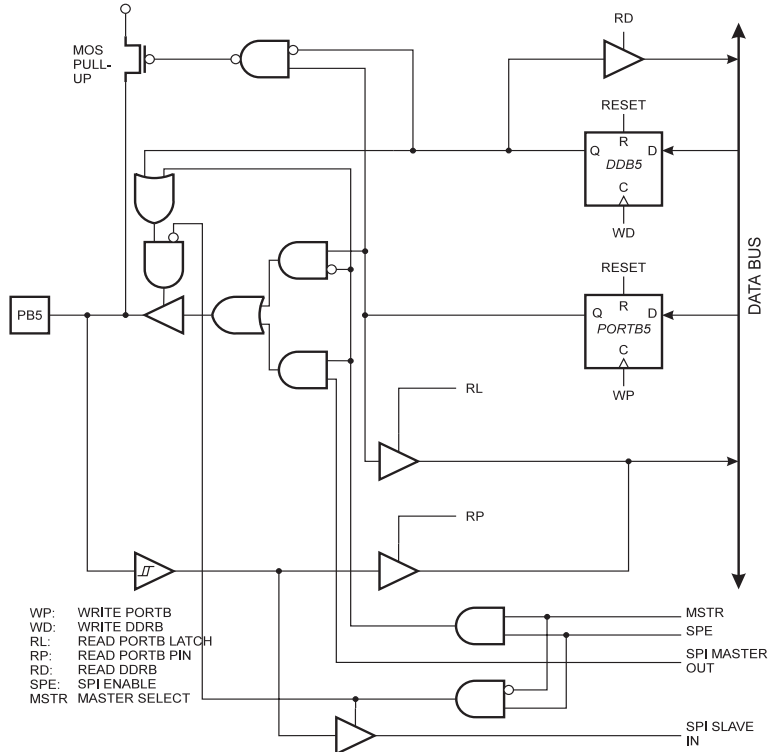 RD
MOS
PULL-
UP
RESET
R
Q
D
DDB5
C
WD
RESET
R
Q
D
PORTB5
C
WP
DATA BUS
PB5
RL
RP
MSTR
SPE
SPI MASTER
OUT
SPI SLAVE
IN
WP: WRITE PORTB
WD: WRITE DDRB
RL: READ PORTB LATCH
RP: READ PORTB PIN
RD: READ DDRB
SPE: SPI ENABLE
MSTR MASTER SELECT